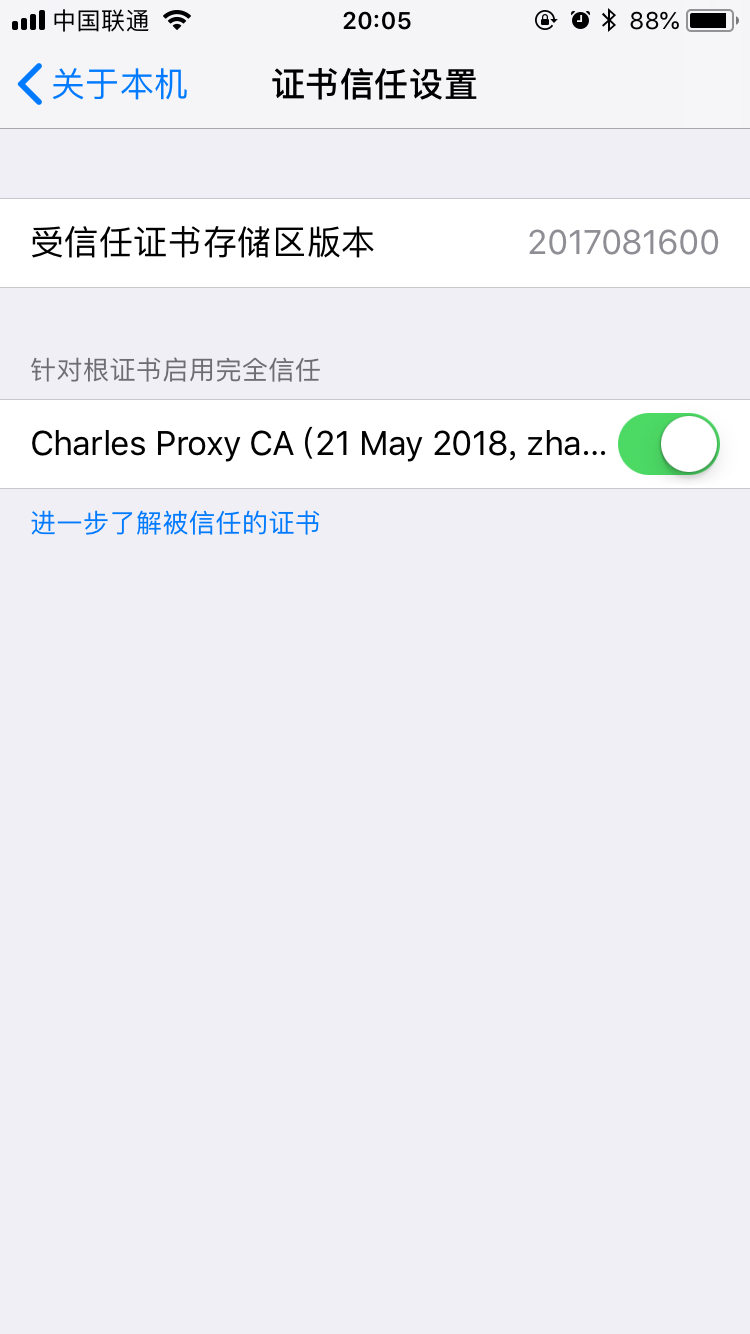 中国联通 20:05 88%
关于本机 证书信任设置
受信任证书存储区版本 2017081600
针对根证书启用完全信任
Charles Proxy CA (21 May 2018, zha...
进一步了解被信任的证书